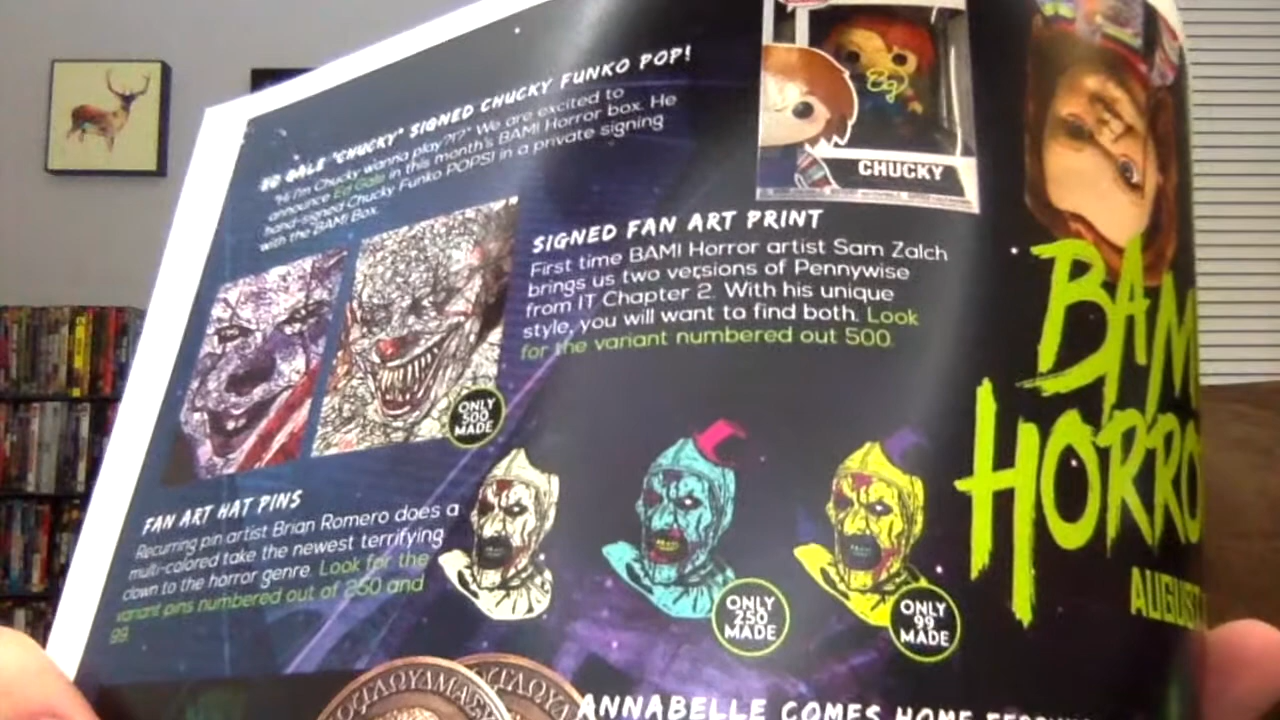 ED GALE "CHUCKY" SIGNED CHUCKY FUNKO POP!
"Hi I'm Chucky wanna play?!?" We are excited to
announce Ed Gale in this month's BAM! Horror box. He
hand-signed Chucky Funko POPS! in a private signing
with the BAM! Box.
CHUCKY
SIGNED FAN ART PRINT
First time BAM! Horror artist Sam Zalch
brings us two versions of Pennywise
from IT Chapter 2. With his unique
style, you will want to find both. Look
for the variant numbered out 500.
ONLY
500
MADE
BAM
HORRO
AUGUST
FAN ART HAT PINS
Recurring pin artist Brian Romero does a
multi-colored take the newest terrifying
clown to the horror genre. Look for the
variant pins numbered out of 250 and
99.
ONLY
250
MADE
ONLY
99
MADE
ANNABELLE COMES HOME